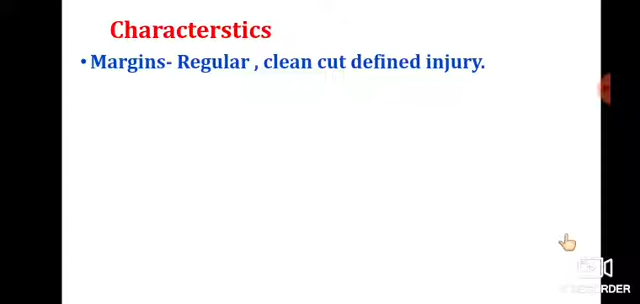 Characterstics
• Margins- Regular , clean cut defined injury.